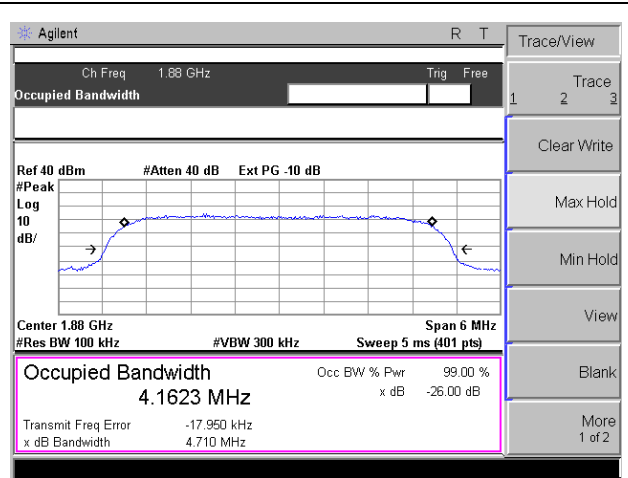 Agilent R T
Trace/View
Ch Freq 1.88 GHz Trig Free
Occupied Bandwidth
Trace
1 2 3
Clear Write
Ref 40 dBm #Atten 40 dB Ext PG -10 dB
#Peak
Log
10
dB/
Max Hold
Min Hold
View
Center 1.88 GHz Span 6 MHz
#Res BW 100 kHz #VBW 300 kHz Sweep 5 ms (401 pts)
Occupied Bandwidth Occ BW % Pwr 99.00 %
4.1623 MHz x dB -26.00 dB
Blank
Transmit Freq Error -17.950 kHz
x dB Bandwidth 4.710 MHz
More
1 of 2